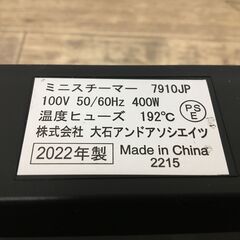 ミニスチーマー 7910JP
100V 50/60Hz 400W
温度ヒューズ 192℃
PSE
株式会社 大石アンドアソシエイツ
2022年製 Made in China
2215